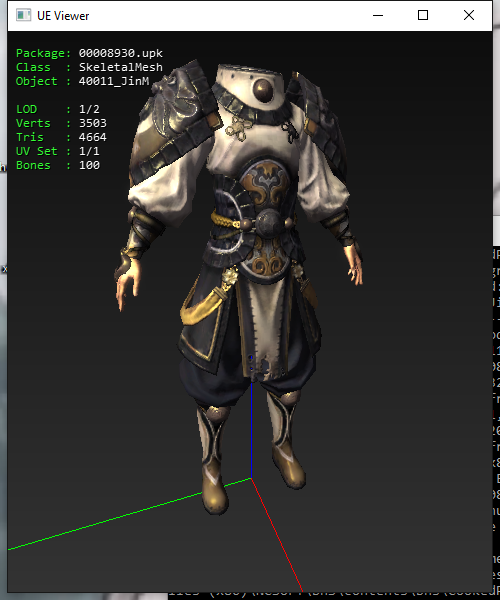 UE Viewer
Package: 00008930.upk
Class : SkeletalMesh
Object : 40011_JinM
LOD : 1/2
Verts : 3503
Tris : 4664
UV Set : 1/1
Bones : 100